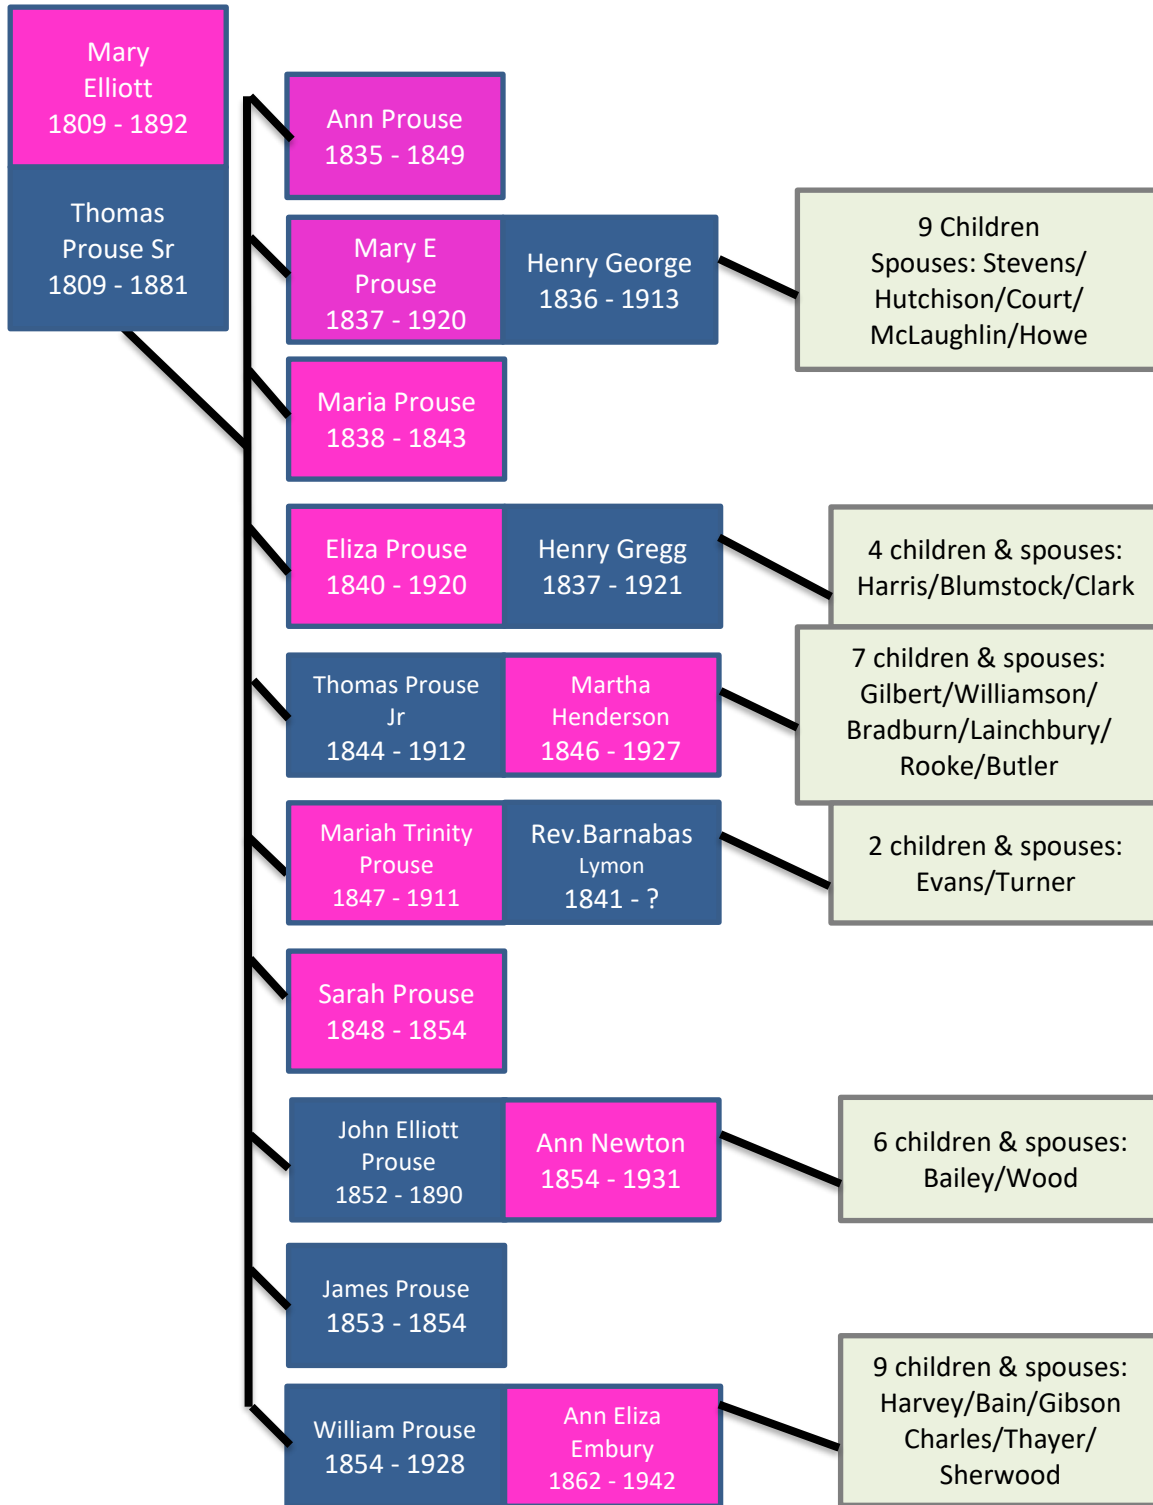 Mary
Elliott
1809 - 1892
Thomas
Prouse Sr
1809 - 1881
Ann Prouse
1835 - 1849
Mary E
Prouse
1837 - 1920
Henry George
1836 - 1913
9 Children
Spouses: Stevens/
Hutchison/Court/
McLaughlin/Howe
Maria Prouse
1838 - 1843
Eliza Prouse
1840 - 1920
Henry Gregg
1837 - 1921
4 children & spouses:
Harris/Blumstock/Clark
Thomas Prouse
Jr
1844 - 1912
Martha
Henderson
1846 - 1927
7 children & spouses:
Gilbert/Williamson/
Bradburn/Lainchbury/
Rooke/Butler
Mariah Trinity
Prouse
1847 - 1911
Rev.Barnabas
Lymon
1841 - ?
2 children & spouses:
Evans/Turner
Sarah Prouse
1848 - 1854
John Elliott
Prouse
1852 - 1890
Ann Newton
1854 - 1931
6 children & spouses:
Bailey/Wood
James Prouse
1853 - 1854
William Prouse
1854 - 1928
Ann Eliza
Embury
1862 - 1942
9 children & spouses:
Harvey/Bain/Gibson
Charles/Thayer/
Sherwood